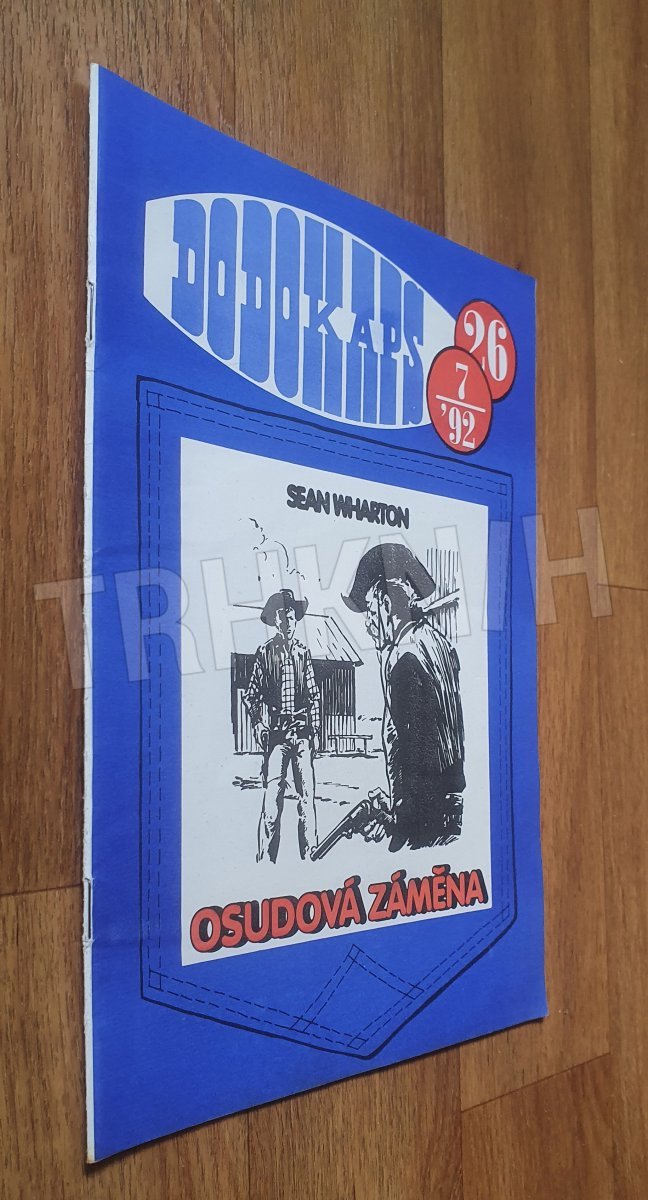 DODOKAPS
26
7
'92
SEAN WHARTON
TRHKNIH
OSUDOVÁ ZÁMĚNA